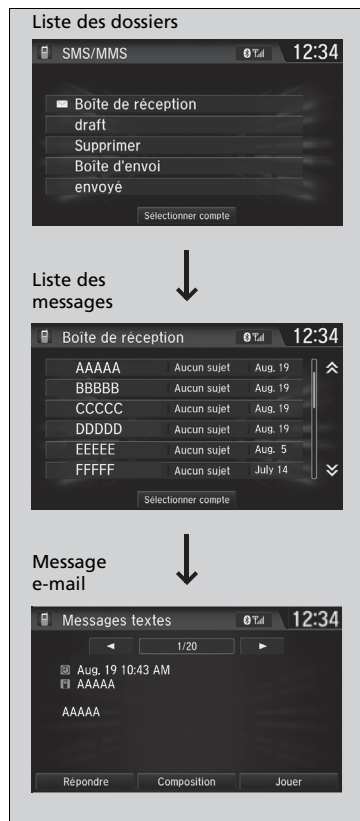 Liste des dossiers
SMS/MMS 12:34
Boîte de réception
draft
Supprimer
Boîte d'envoi
envoyé
Sélectionner compte
Liste des
messages
Boîte de réception 12:34
AAAAA Aucun sujet Aug. 19
BBBBB Aucun sujet Aug. 19
CCCCC Aucun sujet Aug. 19
DDDDD Aucun sujet Aug. 19
EEEEE Aucun sujet Aug. 5
FFFFF Aucun sujet July 14
Sélectionner compte
Message
e-mail
Messages textes 12:34
1/20
Aug. 19 10:43 AM
AAAAA
AAAAA
Répondre Composition Jouer